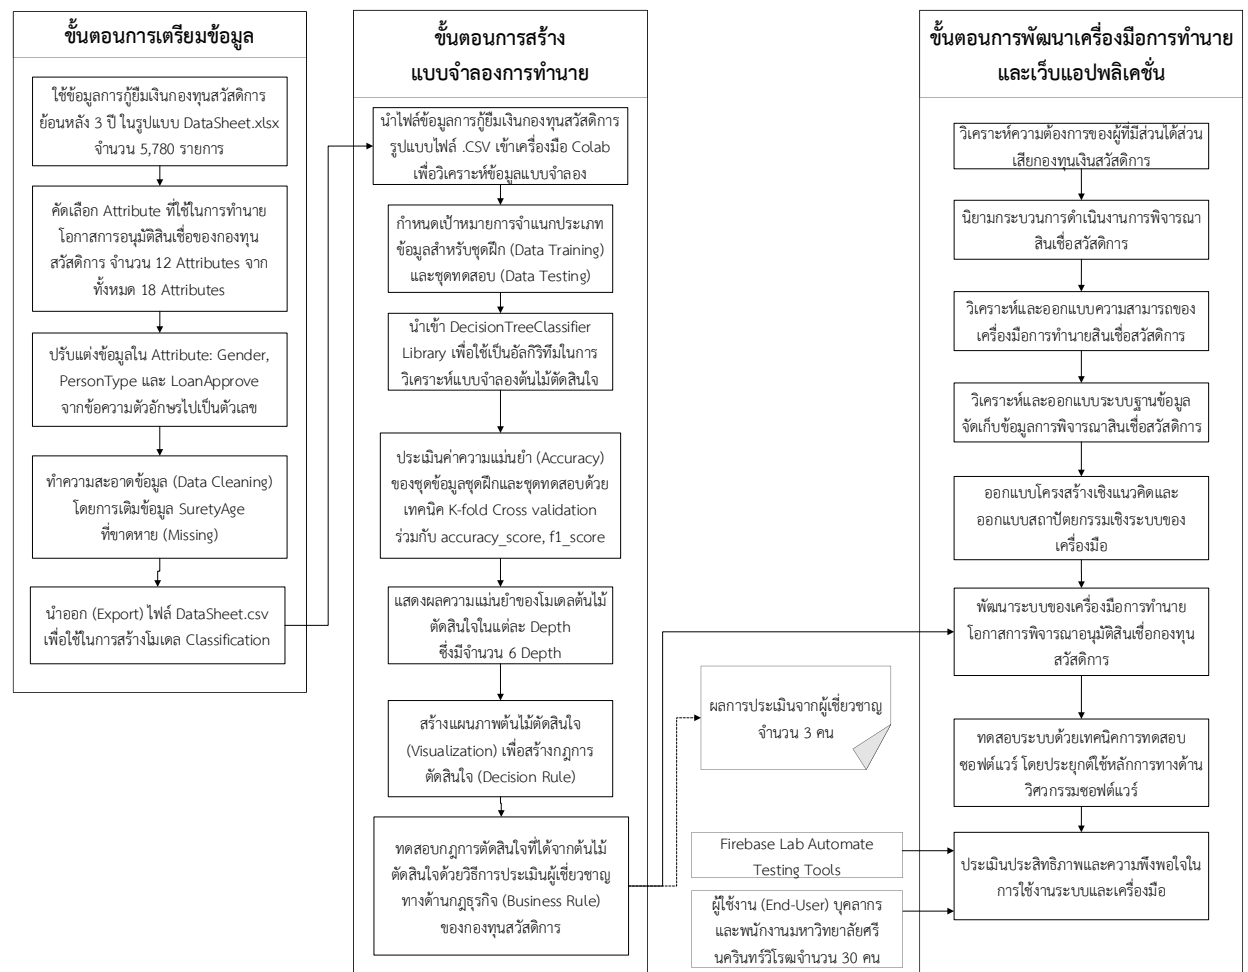 ขั้นตอนการเตรียมข้อมูล
ใช้ข้อมูลการกู้ยืมเงินกองทุนสวัสดิการ
ย้อนหลัง 3 ปี ในรูปแบบ DataSheet.xlsx
จำนวน 5,780 รายการ
คัดเลือก Attribute ที่ใช้ในการทำนาย
โอกาสการอนุมัติสินเชื่อของกองทุน
สวัสดิการ จำนวน 12 Attributes จาก
ทั้งหมด 18 Attributes
ปรับแต่งข้อมูลใน Attribute: Gender,
PersonType และ LoanApprove
จากข้อความตัวอักษรไปเป็นตัวเลข
ทำความสะอาดข้อมูล (Data Cleaning)
โดยการเติมข้อมูล SuretyAge
ที่ขาดหาย (Missing)
นำออก (Export) ไฟล์ DataSheet.csv
เพื่อใช้ในการสร้างโมเดล Classification
ขั้นตอนการสร้าง
แบบจำลองการทำนาย
นำไฟล์ข้อมูลการกู้ยืมเงินกองทุนสวัสดิการ
รูปแบบไฟล์ .CSV เข้าเครื่องมือ Colab
เพื่อวิเคราะห์ข้อมูลแบบจำลอง
กำหนดเป้าหมายการจำแนกประเภท
ข้อมูลสำหรับชุดฝึก (Data Training)
และชุดทดสอบ (Data Testing)
นำเข้า DecisionTreeClassifier
Library เพื่อใช้เป็นอัลกิริทึมในการ
วิเคราะห์แบบจำลองต้นไม้ตัดสินใจ
ประเมินค่าความแม่นยำ (Accuracy)
ของชุดข้อมูลชุดฝึกและชุดทดสอบด้วย
เทคนิค K-fold Cross validation
ร่วมกับ accuracy_score, f1_score
แสดงผลความแม่นยำของโมเดลต้นไม้
ตัดสินใจในแต่ละ Depth
ซึ่งมีจำนวน 6 Depth
สร้างแผนภาพต้นไม้ตัดสินใจ
(Visualization) เพื่อสร้างกฎการ
ตัดสินใจ (Decision Rule)
ทดสอบกฎการตัดสินใจที่ได้จากต้นไม้
ตัดสินใจด้วยวิธีการประเมินผู้เชี่ยวชาญ
ทางด้านกฎธุรกิจ (Business Rule)
ของกองทุนสวัสดิการ
ผลการประเมินจากผู้เชี่ยวชาญ
จำนวน 3 คน
Firebase Lab Automate
Testing Tools
ผู้ใช้งาน (End-User) บุคลากร
และพนักงานมหาวิทยาลัยศรี
นครินทร์วิโรฒจำนวน 30 คน
ขั้นตอนการพัฒนาเครื่องมือการทำนาย
และเว็บแอปพลิเคชั่น
วิเคราะห์ความต้องการของผู้ที่มีส่วนได้ส่วน
เสียกองทุนเงินสวัสดิการ
นิยามกระบวนการดำเนินงานการพิจารณา
สินเชื่อสวัสดิการ
วิเคราะห์และออกแบบความสามารถของ
เครื่องมือการทำนายสินเชื่อสวัสดิการ
วิเคราะห์และออกแบบระบบฐานข้อมูล
จัดเก็บข้อมูลการพิจารณาสินเชื่อสวัสดิการ
ออกแบบโครงสร้างเชิงแนวคิดและ
ออกแบบสถาปัตยกรรมเชิงระบบของ
เครื่องมือ
พัฒนาระบบของเครื่องมือการทำนาย
โอกาสการพิจารณาอนุมัติสินเชื่อกองทุน
สวัสดิการ
ทดสอบระบบด้วยเทคนิคการทดสอบ
ซอฟต์แวร์ โดยประยุกต์ใช้หลักการทางด้าน
วิศวกรรมซอฟต์แวร์
ประเมินประสิทธิภาพและความพึงพอใจใน
การใช้งานระบบและเครื่องมือ